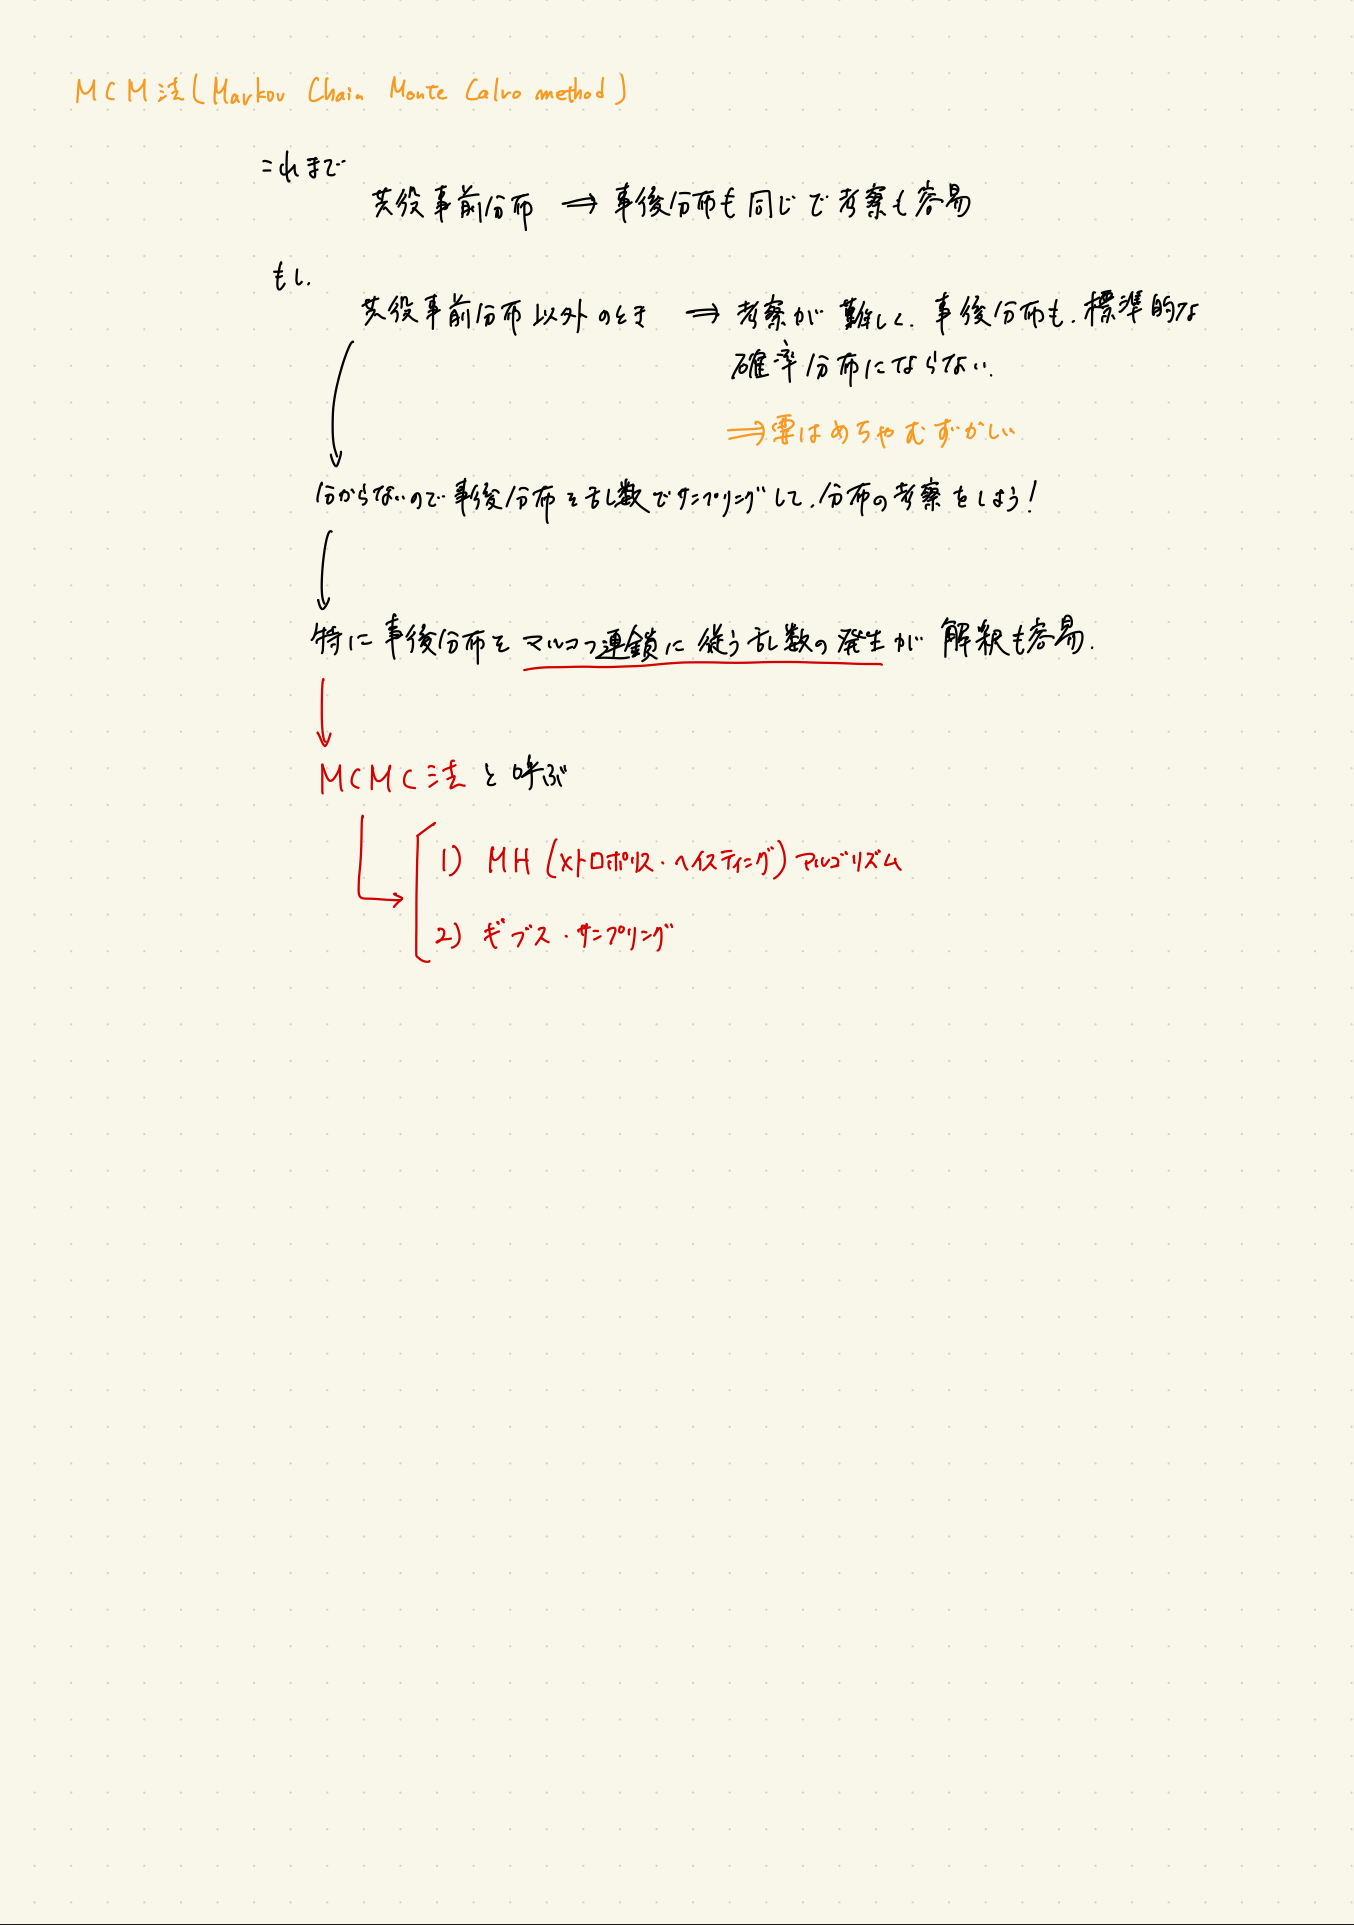 MCM法(Markov Chain Monte Calro method)
これまで
共役事前分布 ⇒ 事後分布も同じで考察も容易
もし.
共役事前分布以外のとき ⇒ 考察が難しく.事後分布も.標準的な
確率分布にならない.
⇒要はめちゃむずかしい
分からないので事後分布を乱数でサンプリングして.分布の考察をしよう!
特に事後分布をマルコフ連鎖に従う乱数の発生が解釈も容易.
MCMC法と呼ぶ
1) MH(メトロポリス・ヘイスティング)アルゴリズム
2) ギブス・サンプリング